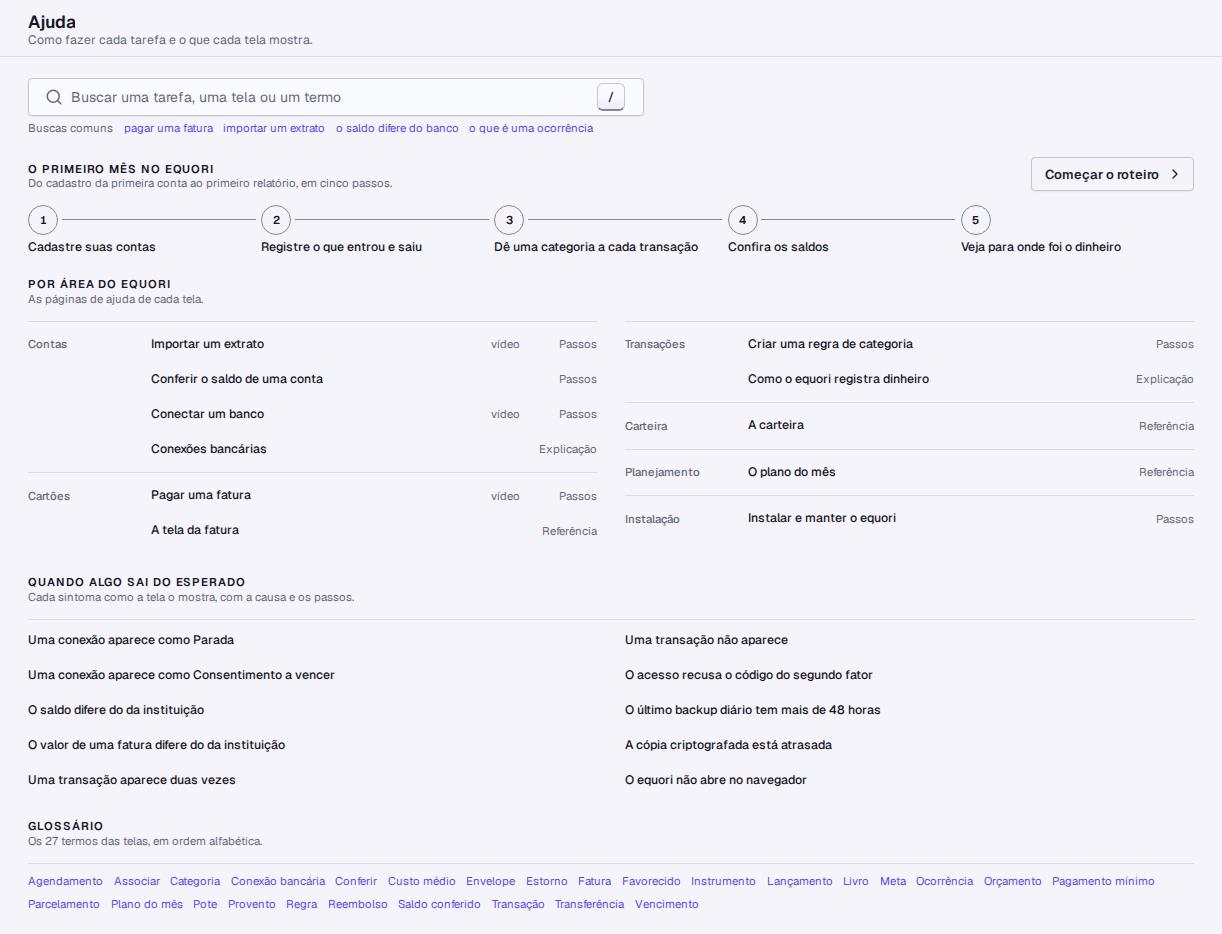 Ajuda
Como fazer cada tarefa e o que cada tela mostra.
Buscar uma tarefa, uma tela ou um termo /
Buscas comuns pagar uma fatura importar um extrato o saldo difere do banco o que é uma ocorrência
O PRIMEIRO MÊS NO EQUORI
Do cadastro da primeira conta ao primeiro relatório, em cinco passos.
Começar o roteiro
1 2 3 4 5
Cadastre suas contas Registre o que entrou e saiu Dê uma categoria a cada transação Confira os saldos Veja para onde foi o dinheiro
POR ÁREA DO EQUORI
As páginas de ajuda de cada tela.
Contas Importar um extrato vídeo Passos
Conferir o saldo de uma conta Passos
Conectar um banco vídeo Passos
Conexões bancárias Explicação
Cartões Pagar uma fatura vídeo Passos
A tela da fatura Referência
Transações Criar uma regra de categoria Passos
Como o equori registra dinheiro Explicação
Carteira A carteira Referência
Planejamento O plano do mês Referência
Instalação Instalar e manter o equori Passos
QUANDO ALGO SAI DO ESPERADO
Cada sintoma como a tela o mostra, com a causa e os passos.
Uma conexão aparece como Parada
Uma conexão aparece como Consentimento a vencer
O saldo difere do da instituição
O valor de uma fatura difere do da instituição
Uma transação aparece duas vezes
Uma transação não aparece
O acesso recusa o código do segundo fator
O último backup diário tem mais de 48 horas
A cópia criptografada está atrasada
O equori não abre no navegador
GLOSSÁRIO
Os 27 termos das telas, em ordem alfabética.
Agendamento Associar Categoria Conexão bancária Conferir Custo médio Envelope Estorno Fatura Favorecido Instrumento Lançamento Livro Meta Ocorrência Orçamento Pagamento mínimo
Parcelamento Plano do mês Pote Provento Regra Reembolso Saldo conferido Transação Transferência Vencimento